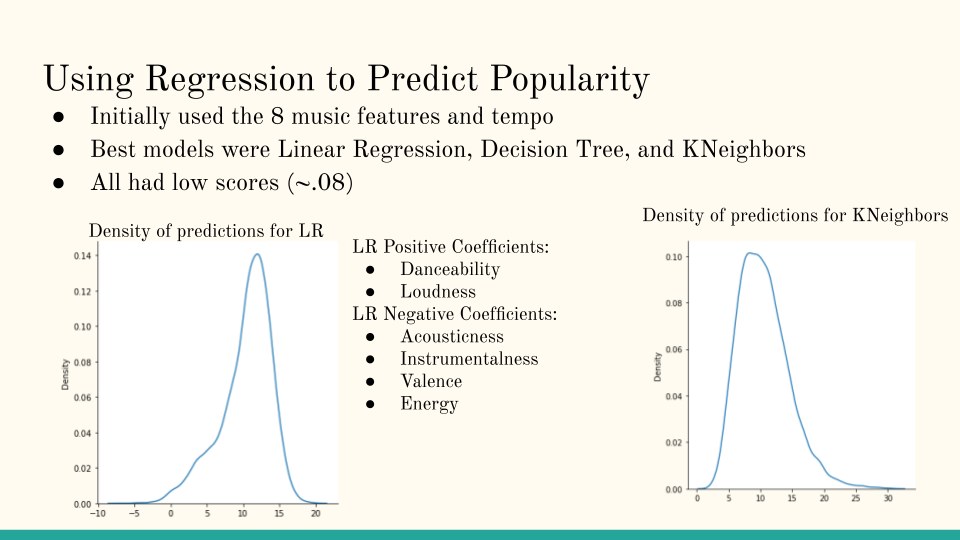 Using Regression to Predict Popularity
● Initially used the 8 music features and tempo
● Best models were Linear Regression, Decision Tree, and KNeighbors
● All had low scores (~.08)
Density of predictions for LR
0.14
0.12
0.10
0.08
0.06
0.04
0.02
0.00
Density
−10 −5 0 5 10 15 20
LR Positive Coefficients:
● Danceability
● Loudness
LR Negative Coefficients:
● Acousticness
● Instrumentalness
● Valence
● Energy
Density of predictions for KNeighbors
0.10
0.08
0.06
0.04
0.02
0.00
Density
0 5 10 15 20 25 30